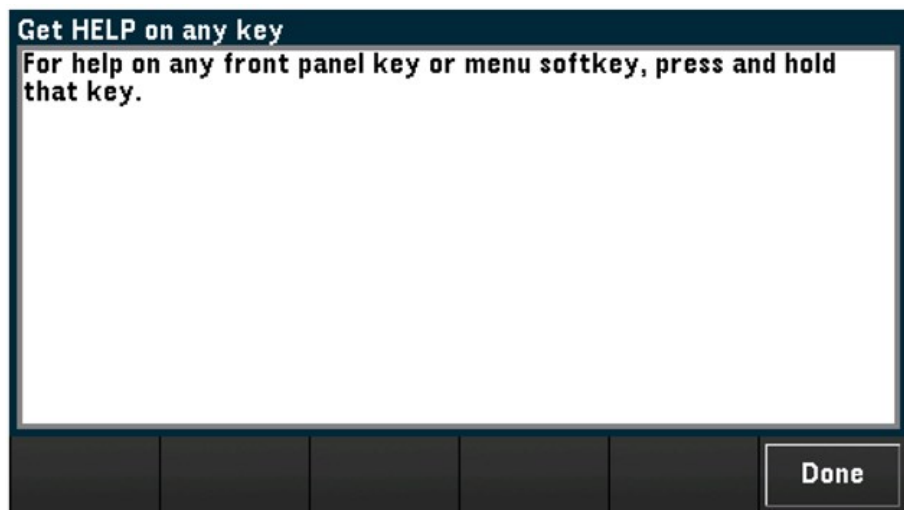 Get HELP on any key
For help on any front panel key or menu softkey, press and hold
that key.
Done